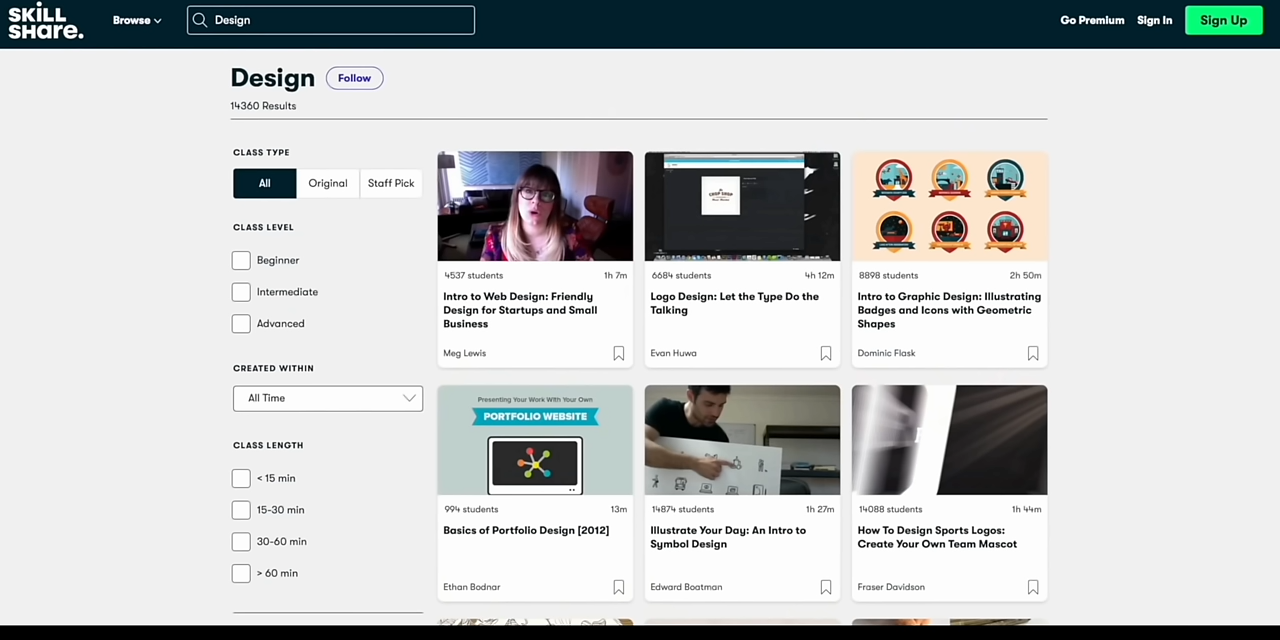 SKILL
SHARE.
Browse
Design
Go Premium
Sign In
Sign Up
Design
Follow
14360 Results
CLASS TYPE
All
Original
Staff Pick
CLASS LEVEL
Beginner
Intermediate
Advanced
CREATED WITHIN
All Time
CLASS LENGTH
< 15 min
15-30 min
30-60 min
> 60 min
4537 students
1h 7m
Intro to Web Design: Friendly
Design for Startups and Small
Business
Meg Lewis
6684 students
4h 12m
Logo Design: Let the Type Do the
Talking
Evan Huwa
8898 students
2h 50m
Intro to Graphic Design: Illustrating
Badges and Icons with Geometric
Shapes
Dominic Flask
Presenting Your Work With Your Own
PORTFOLIO WEBSITE
994 students
13m
Basics of Portfolio Design [2012]
Ethan Bodnar
14874 students
1h 27m
Illustrate Your Day: An Intro to
Symbol Design
Edward Boatman
14088 students
1h 44m
How To Design Sports Logos:
Create Your Own Team Mascot
Fraser Davidson